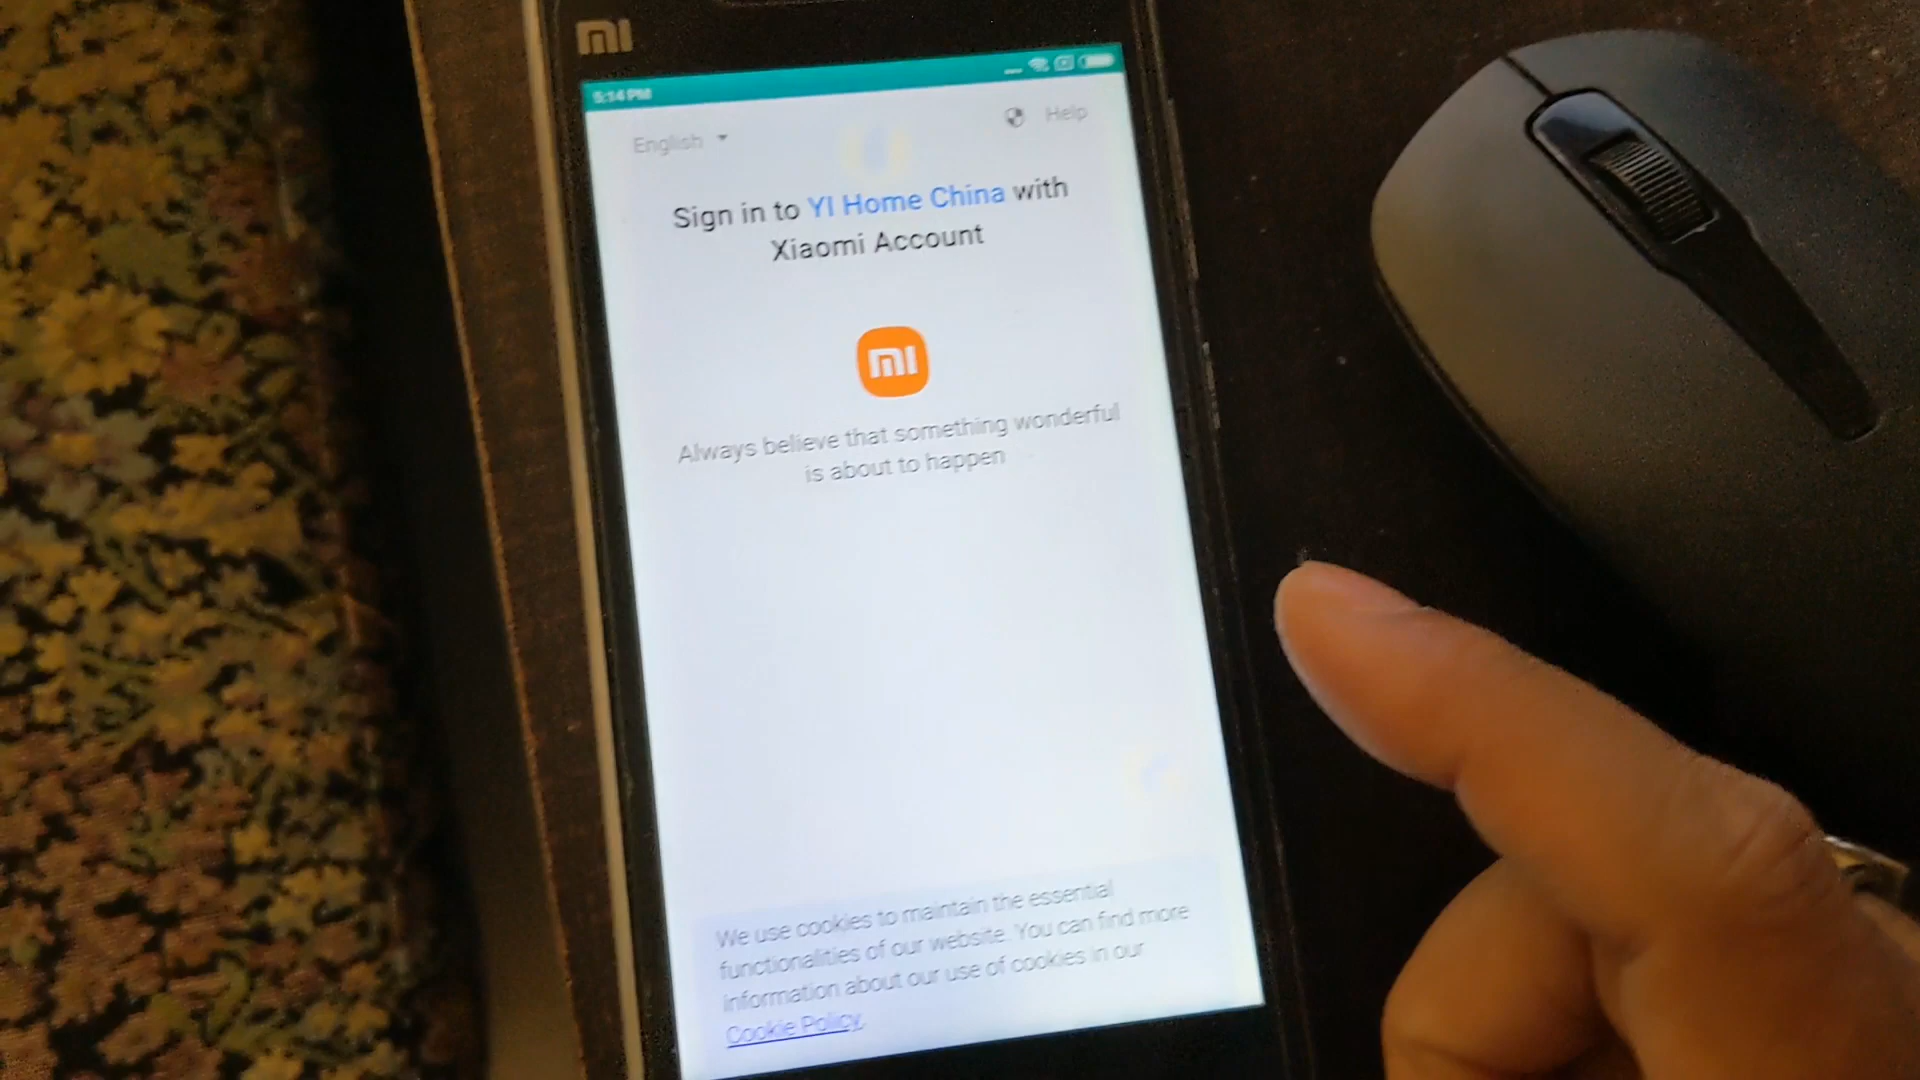 mi
5:14 PM
English
Help
Sign in to YI Home China with
Xiaomi Account
mi
Always believe that something wonderful
is about to happen
We use cookies to maintain the essential
functionalities of our website. You can find more
information about our use of cookies in our
Cookie Policy.